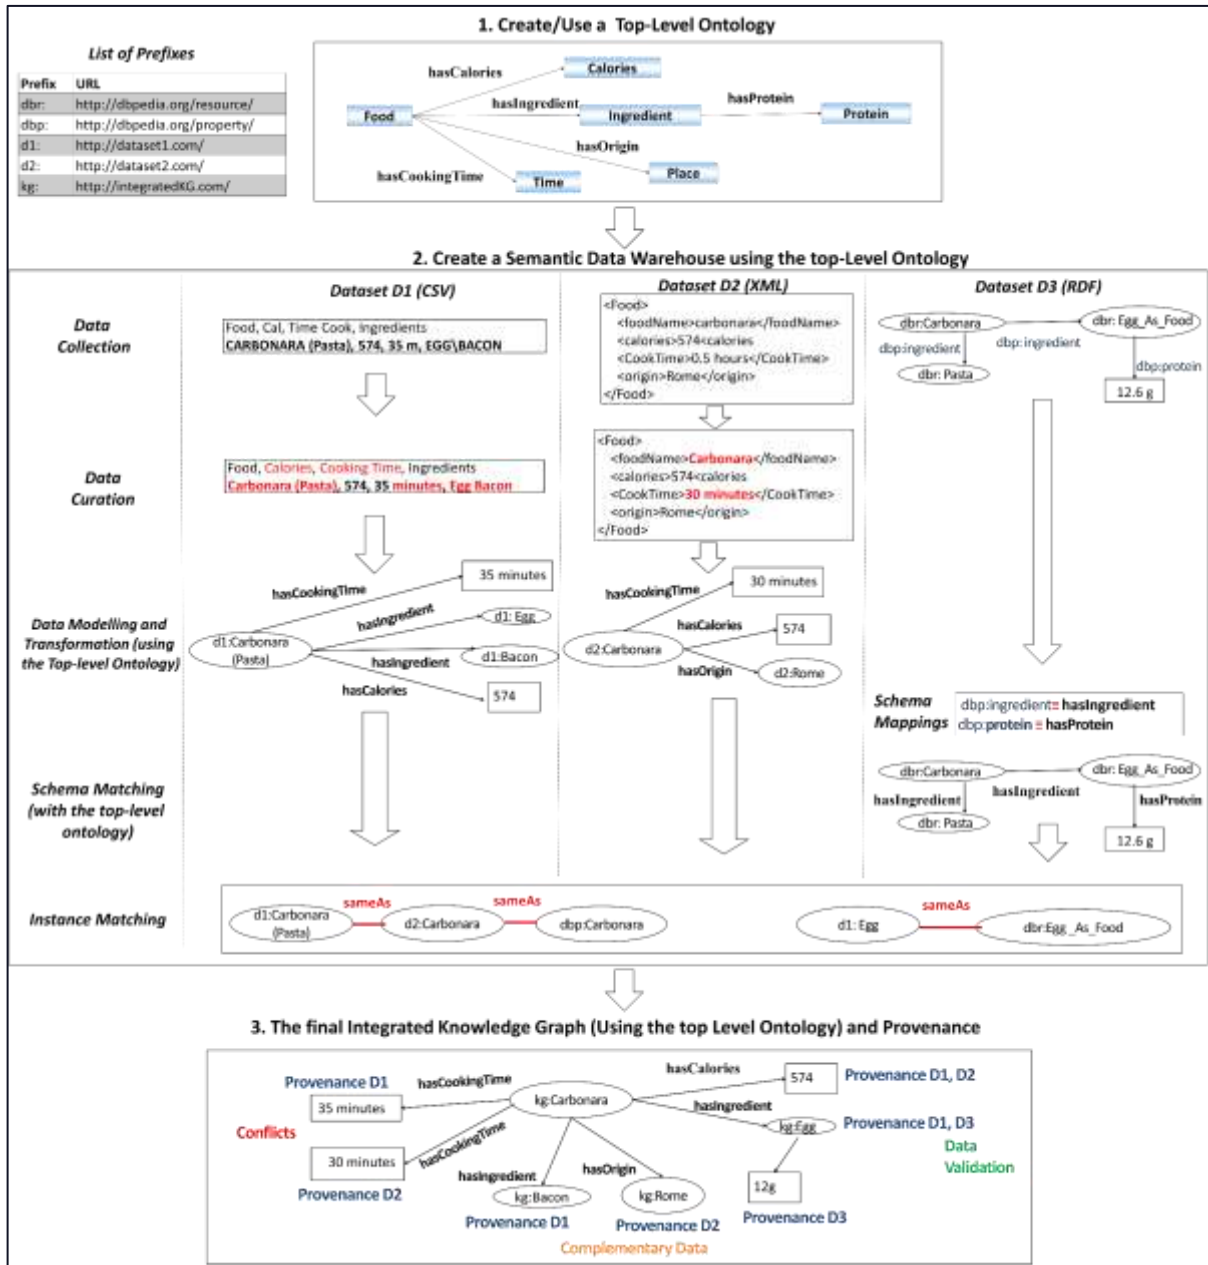 1. Create/Use a Top-Level Ontology
List of Prefixes
Prefix URL
dbr: http://dbpedia.org/resource/
dbp: http://dbpedia.org/property/
d1: http://dataset1.com/
d2: http://dataset2.com/
kg: http://integratedKG.com/
hasCalories
Calories
Food
hasIngredient
Ingredient
hasProtein
Protein
hasOrigin
Place
hasCookingTime
Time
2. Create a Semantic Data Warehouse using the top-Level Ontology
Dataset D1 (CSV)
Dataset D2 (XML)
Dataset D3 (RDF)
Data
Collection
Food, Cal, Time Cook, Ingredients
CARBONARA (Pasta), 574, 35 m, EGG\BACON
<Food>
<foodName>carbonara</foodName>
<calories>574<calories
<CookTime>0.5 hours</CookTime>
<origin>Rome</origin>
</Food>
dbr:Carbonara
dbr: Egg_As_Food
dbp:ingredient
dbp: ingredient
dbp:protein
dbr: Pasta
12.6 g
Data
Curation
Food, Calories, Cooking Time, Ingredients
Carbonara (Pasta), 574, 35 minutes, Egg Bacon
<Food>
<foodName>Carbonara</foodName>
<calories>574<calories
<CookTime>30 minutes</CookTime>
<origin>Rome</origin>
</Food>
Data Modelling and
Transformation (using
the Top-level Ontology)
hasCookingTime
35 minutes
hasIngredient
d1: Egg
d1:Carbonara
(Pasta)
hasIngredient
d1:Bacon
hasCalories
574
hasCookingTime
30 minutes
hasCalories
574
d2:Carbonara
hasOrigin
d2:Rome
Schema
Mappings
dbp:ingredient≡ hasIngredient
dbp:protein ≡ hasProtein
Schema Matching
(with the top-level
ontology)
dbr:Carbonara
dbr: Egg_As_Food
hasIngredient
hasIngredient
hasProtein
dbr: Pasta
12.6 g
Instance Matching
d1:Carbonara
(Pasta)
sameAs
d2:Carbonara
sameAs
dbp:Carbonara
d1: Egg
sameAs
dbr:Egg _As_Food
3. The final Integrated Knowledge Graph (Using the top Level Ontology) and Provenance
Provenance D1
hasCookingTime
35 minutes
kg:Carbonara
hasCalories
574
Provenance D1, D2
Conflicts
hasCookingTime
30 minutes
Provenance D2
hasIngredient
kg:Egg
Provenance D1, D3
Data
Validation
hasIngredient
kg:Bacon
Provenance D1
hasOrigin
kg:Rome
Provenance D2
12g
Provenance D3
Complementary Data